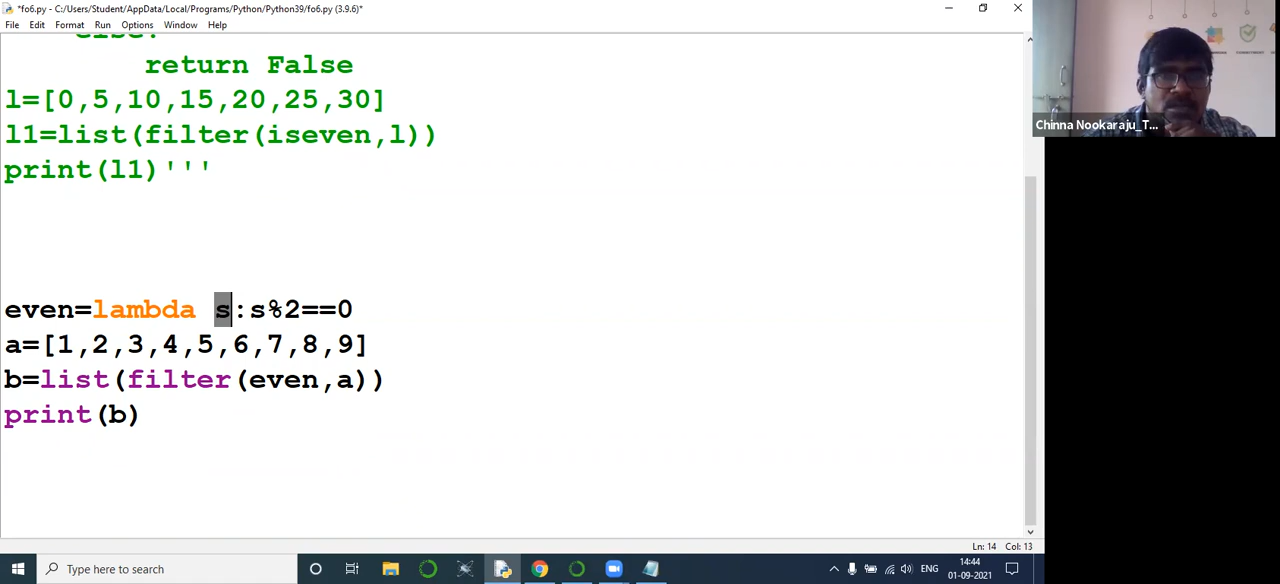 *fo6.py - C:/Users/Student/AppData/Local/Programs/Python/Python39/fo6.py (3.9.6)*
File Edit Format Run Options Window Help
else:
return False
l=[0,5,10,15,20,25,30]
l1=list(filter(iseven,l))
print(l1)'''
even=lambda s:s%2==0
a=[1,2,3,4,5,6,7,8,9]
b=list(filter(even,a))
print(b)
Chinna Nookaraju_T...
Ln: 14 Col: 13
Type here to search
ENG
14:44
01-09-2021